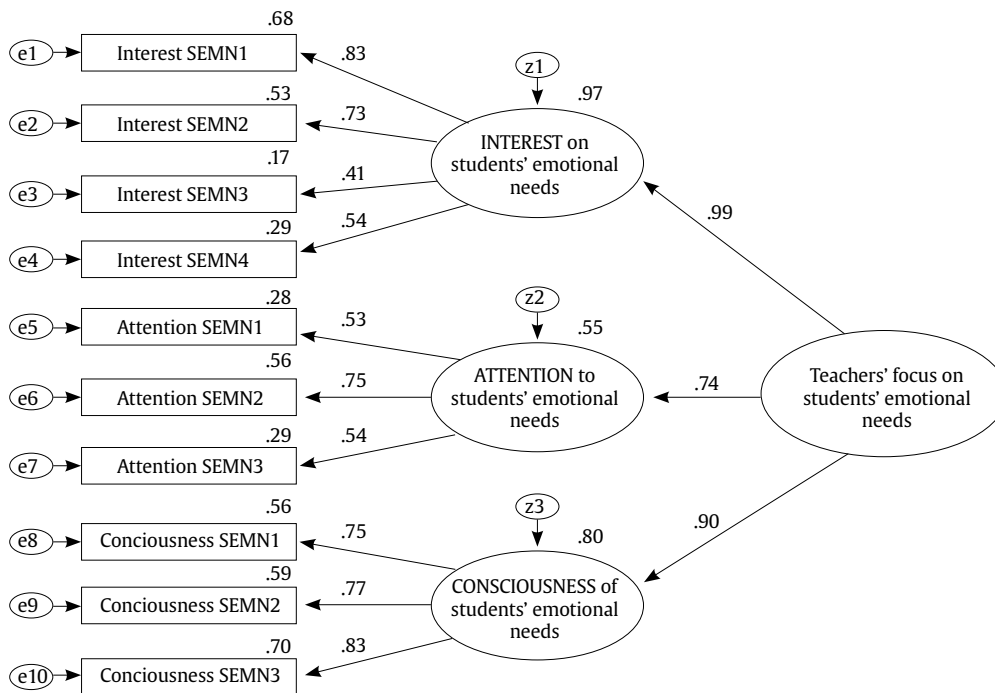 .68
e1
Interest SEMN1
.83
z1
.97
.53
e2
Interest SEMN2
.73
INTEREST on
students’ emotional
needs
.17
e3
Interest SEMN3
.41
.99
.29
e4
Interest SEMN4
.54
.28
e5
Attention SEMN1
.53
z2
.55
.56
e6
Attention SEMN2
.75
ATTENTION to
students’ emotional
needs
.74
Teachers’ focus on
students’ emotional
needs
.29
e7
Attention SEMN3
.54
.56
e8
Conciousness SEMN1
.75
z3
.80
.90
.59
e9
Conciousness SEMN2
.77
CONSCIOUSNESS of
students’ emotional
needs
.70
e10
Conciousness SEMN3
.83